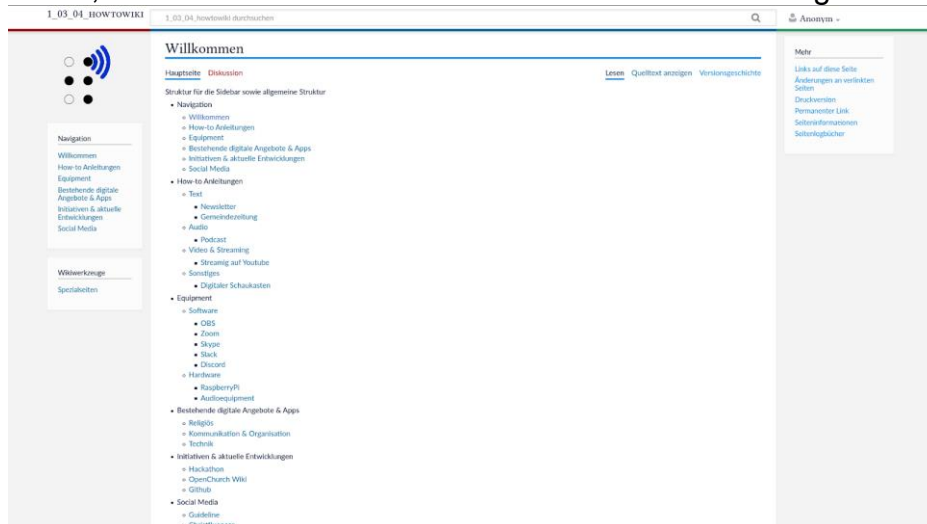 1_03_04_HOWTOWIKI
1_03_04_howtowiki durchsuchen
Anonym
Willkommen
Hauptseite Diskussion
Lesen Quelltext anzeigen Versionsgeschichte
Struktur für die Sidebar sowie allgemeine Struktur
Navigation
Willkommen
How-to Anleitungen
Equipment
Bestehende digitale Angebote & Apps
Initiativen & aktuelle Entwicklungen
Social Media
How-to Anleitungen
Text
Newsletter
Gemeindezeitung
Audio
Podcast
Video & Streaming
Streamig auf Youtube
Sonstiges
Digitaler Schaukasten
Equipment
Software
OBS
Zoom
Skype
Slack
Discord
Hardware
RaspberryPi
Audioequipment
Bestehende digitale Angebote & Apps
Religiös
Kommunikation & Organisation
Technik
Initiativen & aktuelle Entwicklungen
Hackathon
OpenChurch Wiki
Github
Social Media
Guideline
Navigation
Willkommen
How-to Anleitungen
Equipment
Bestehende digitale
Angebote & Apps
Initiativen & aktuelle
Entwicklungen
Social Media
Wikiwerkzeuge
Spezialseiten
Mehr
Links auf diese Seite
Änderungen an verlinkten
Seiten
Druckversion
Permanenter Link
Seiteninformationen
Seitenlogbücher